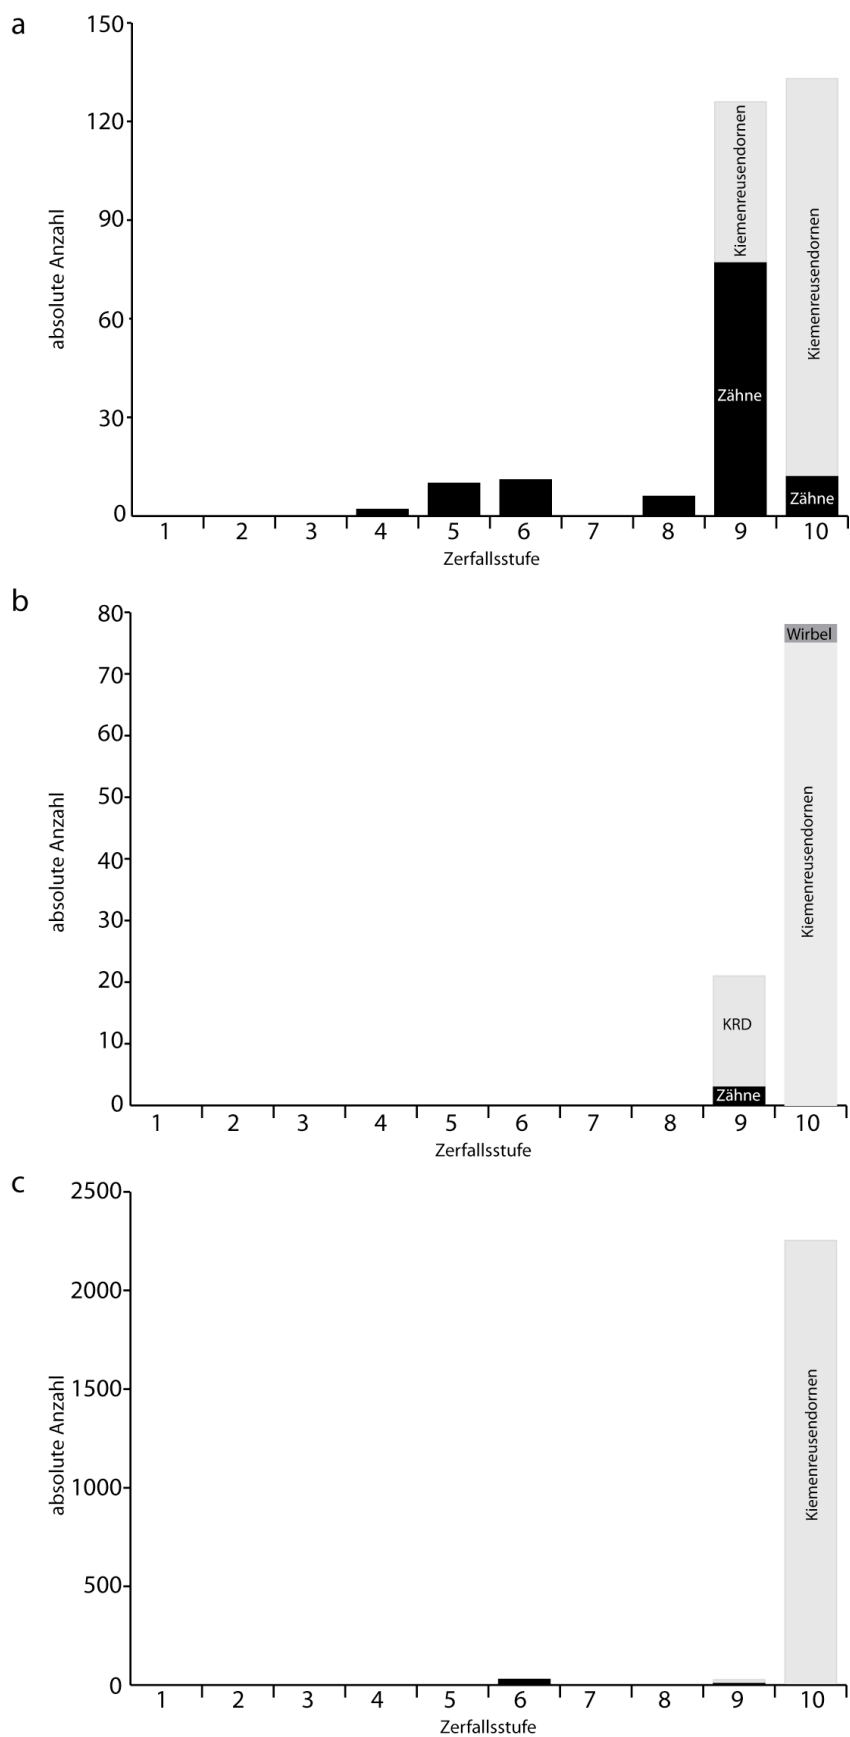 a
150
120
90
60
30
0
absolute Anzahl
Kiemenreusendornen
Zähne
Kiemenreusendornen
Zähne
1 2 3 4 5 6 7 8 9 10
Zerfallsstufe
b
80
70
60
50
40
30
20
10
0
absolute Anzahl
KRD
Zähne
Wirbel
Kiemenreusendornen
1 2 3 4 5 6 7 8 9 10
Zerfallsstufe
c
2500
2000
1500
1000
500
0
absolute Anzahl
Kiemenreusendornen
1 2 3 4 5 6 7 8 9 10
Zerfallsstufe